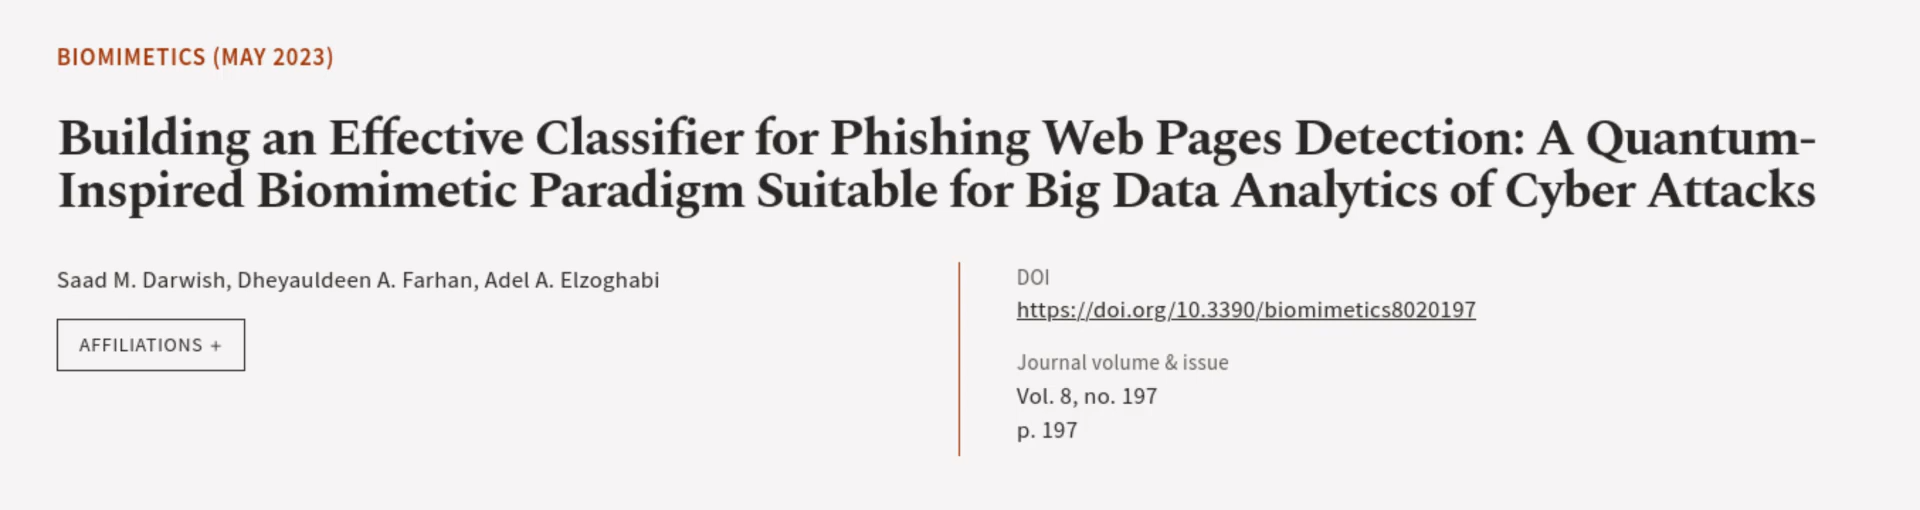 BIOMIMETICS (MAY 2023)
Building an Effective Classifier for Phishing Web Pages Detection: A Quantum-
Inspired Biomimetic Paradigm Suitable for Big Data Analytics of Cyber Attacks
Saad M. Darwish, Dheyauldeen A. Farhan, Adel A. Elzoghabi
AFFILIATIONS +
DOI
https://doi.org/10.3390/biomimetics8020197
Journal volume & issue
Vol. 8, no. 197
p. 197